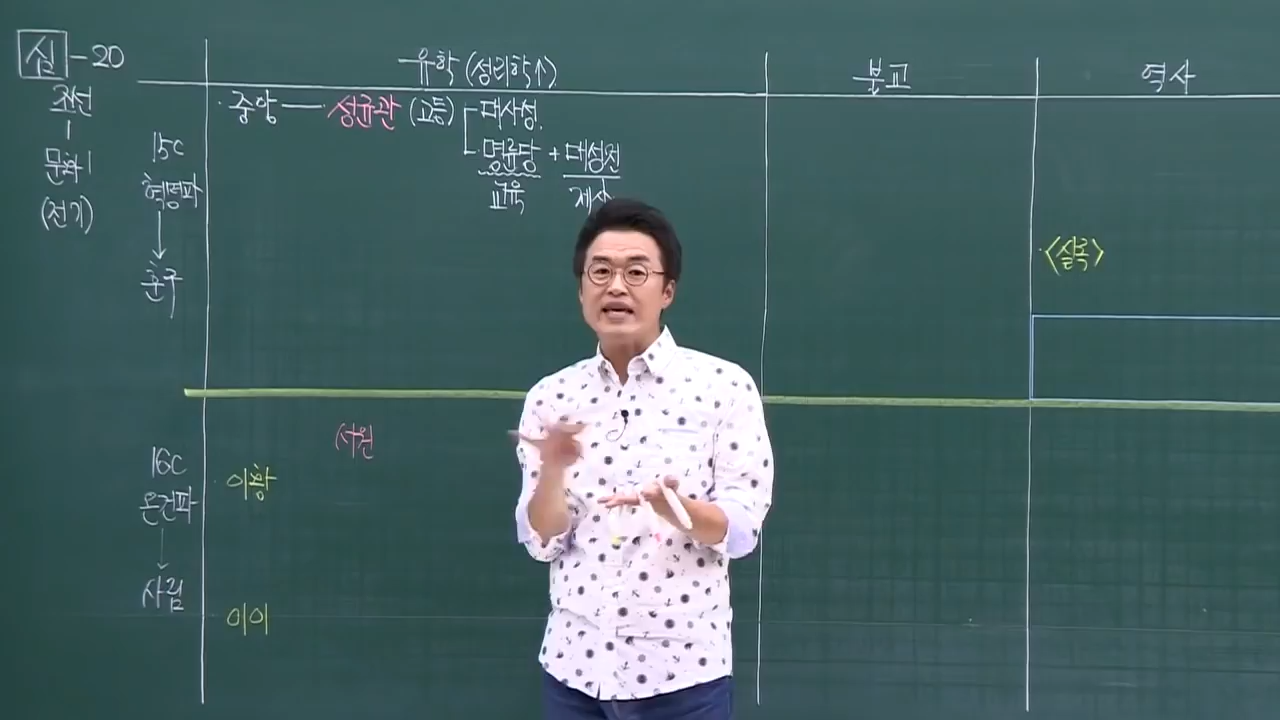 심-20
유학(성리학↑)
불교
역사
조선
문화1
(전기)
15C
혁명파
↓
훈구
· 중앙 — 성균관 (고등)
대사성.
명륜당 + 대성전
교육
제사
·〈실록〉
16C
온건파
↓
사림
서원
· 이황
이이